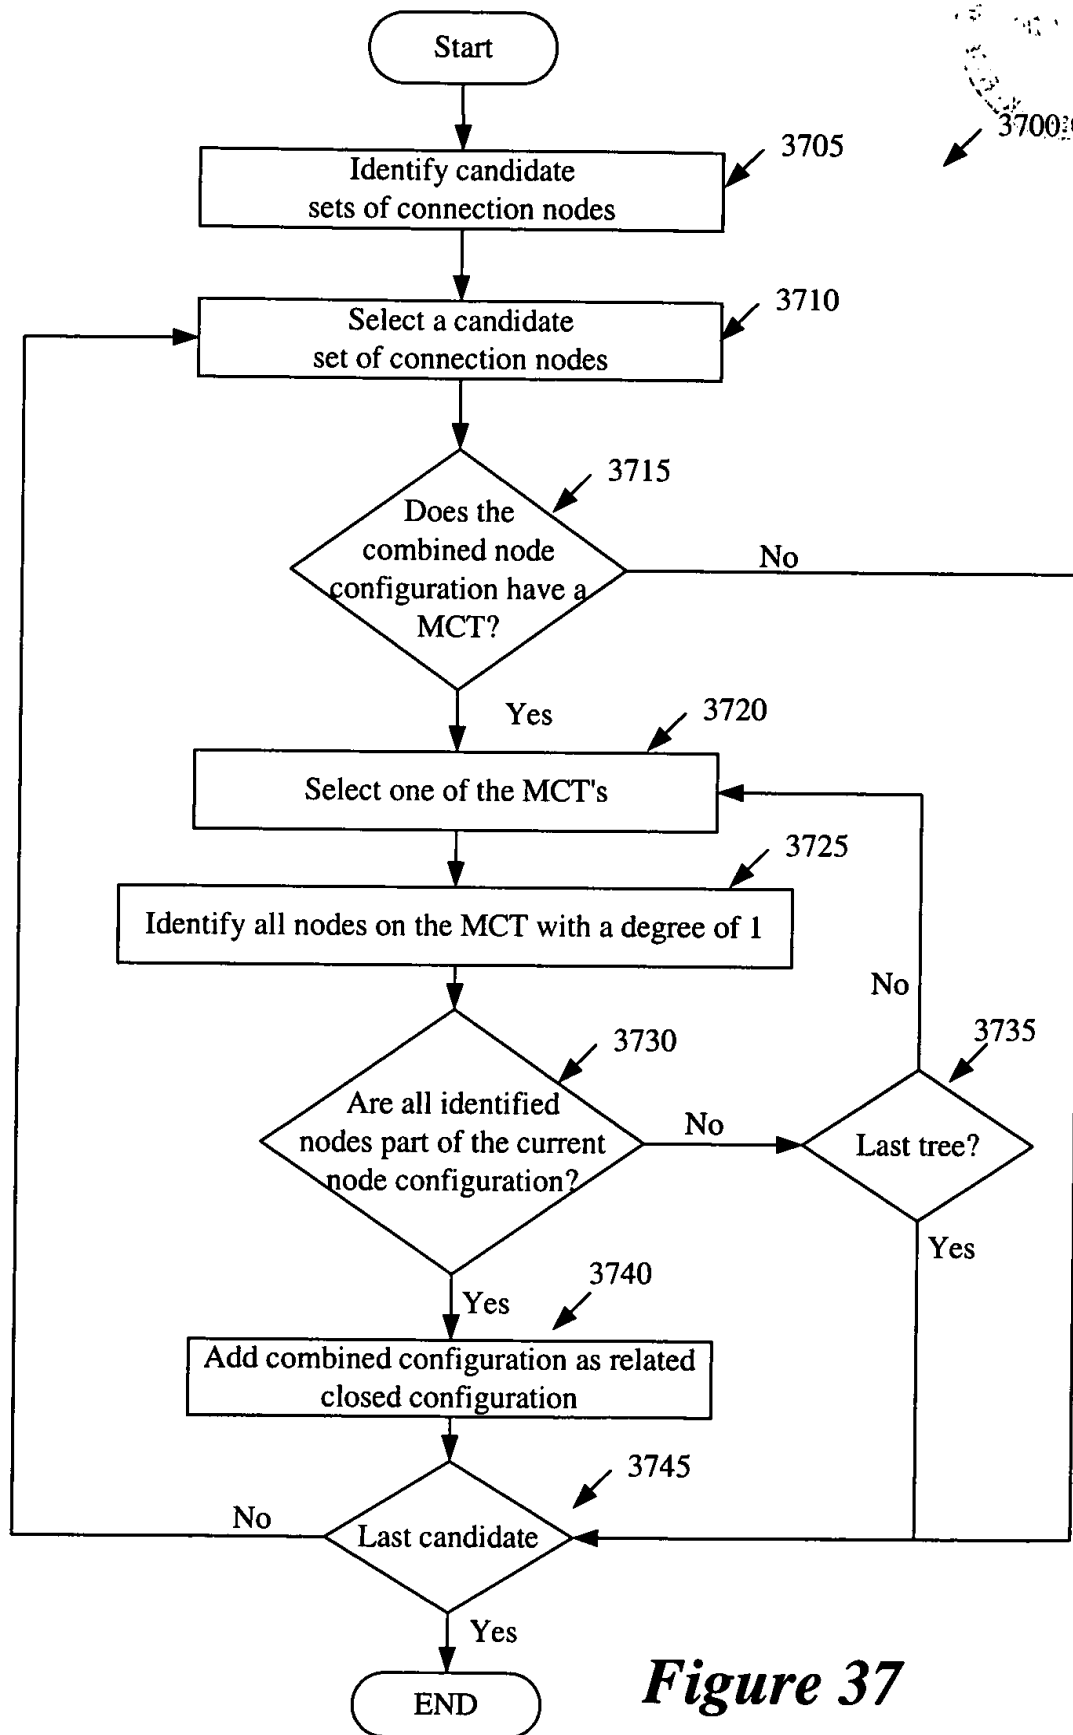 Start
3700
3705
Identify candidate
sets of connection nodes
3710
Select a candidate
set of connection nodes
3715
Does the
combined node
configuration have a
MCT?
No
Yes
3720
Select one of the MCT's
3725
Identify all nodes on the MCT with a degree of 1
No
3730
3735
Are all identified
nodes part of the current
node configuration?
No
Last tree?
Yes
3740
Yes
Add combined configuration as related
closed configuration
3745
No
Last candidate
Yes
END
Figure 37